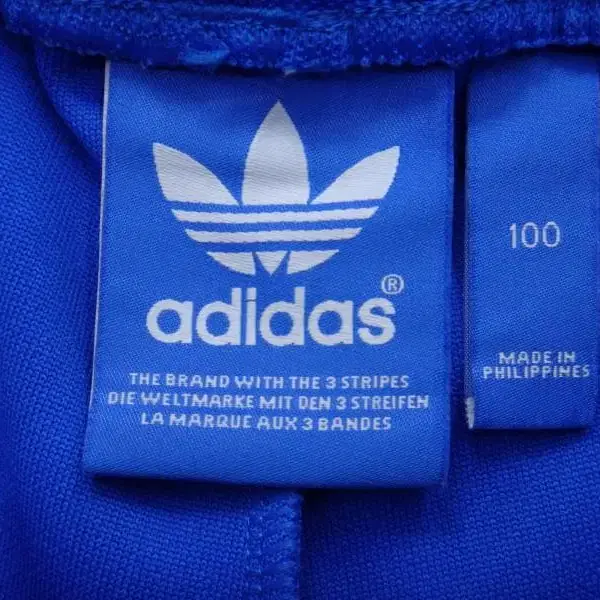 adidas®
THE BRAND WITH THE 3 STRIPES
DIE WELTMARKE MIT DEN 3 STREIFEN
LA MARQUE AUX 3 BANDES
100
MADE IN
PHILIPPINES